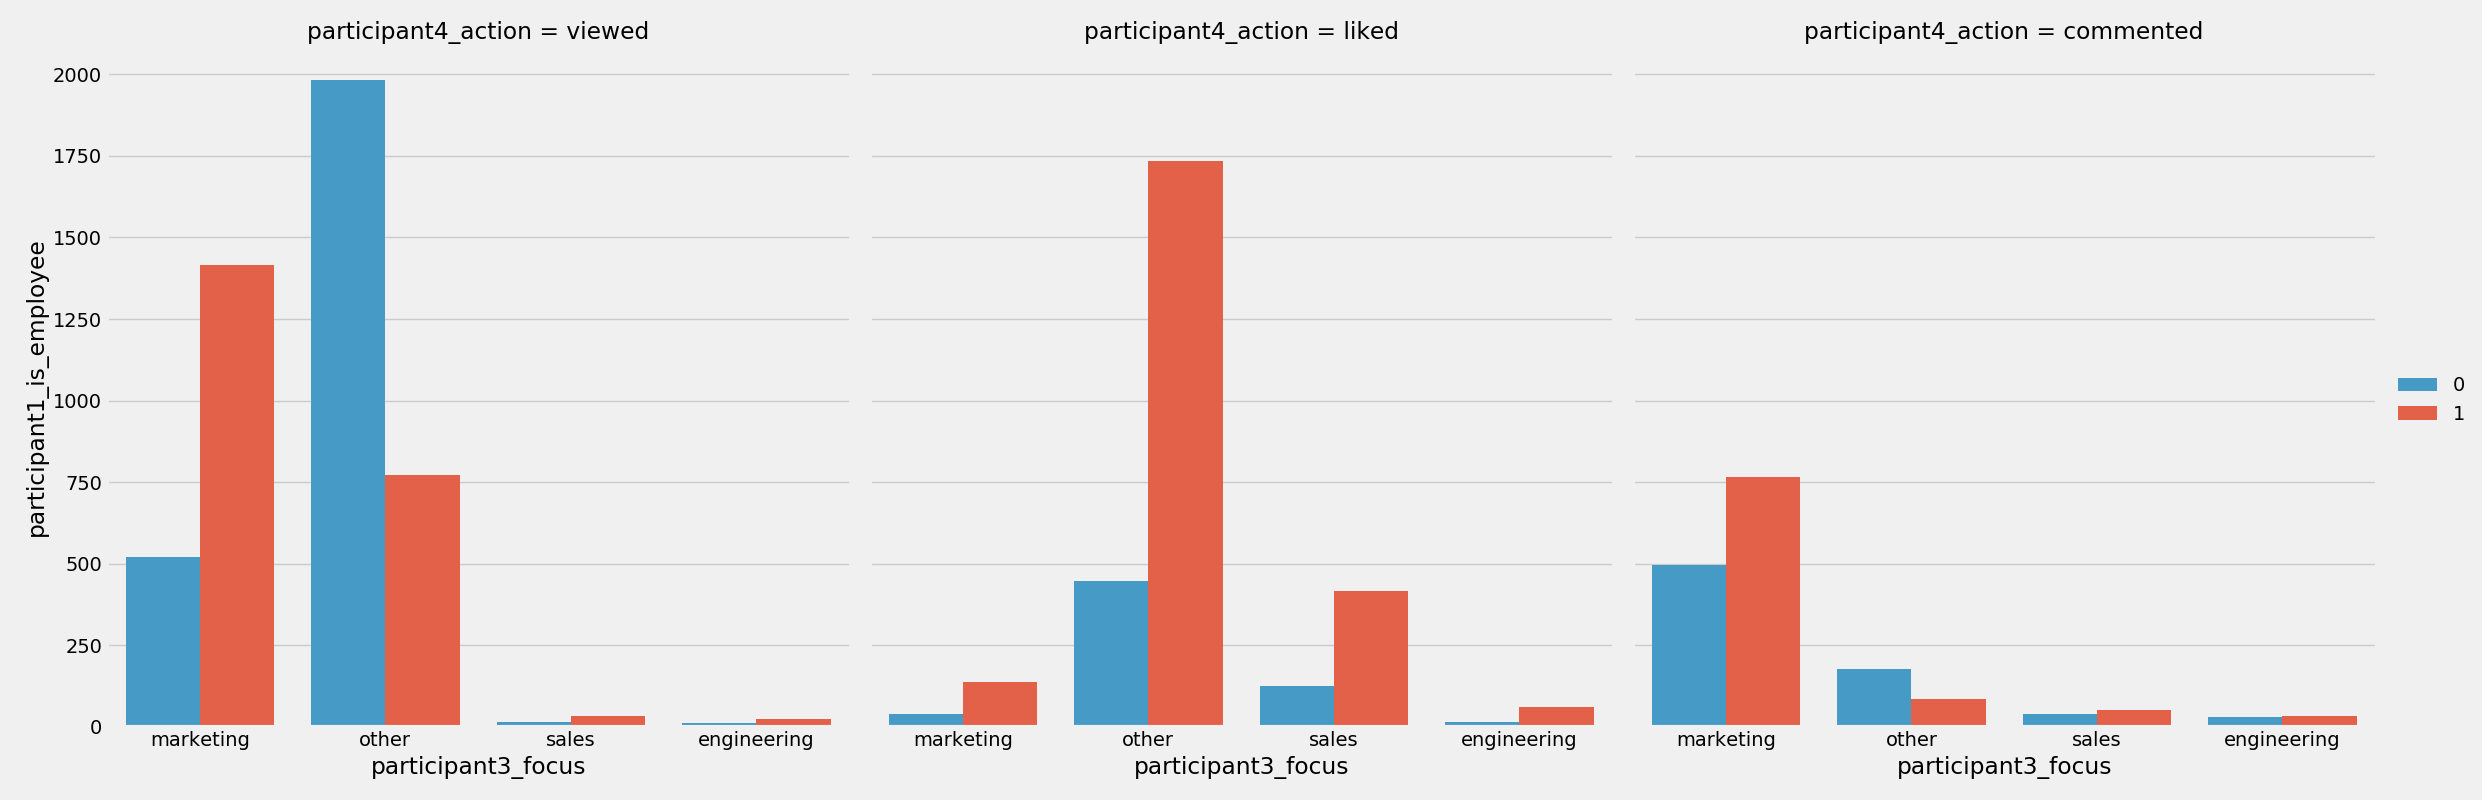 participant4_action = viewed
participant4_action = liked
participant4_action = commented
participant1_is_employee
2000
1750
1500
1250
1000
750
500
250
0
marketing other sales engineering
marketing other sales engineering
marketing other sales engineering
participant3_focus
participant3_focus
participant3_focus
0
1